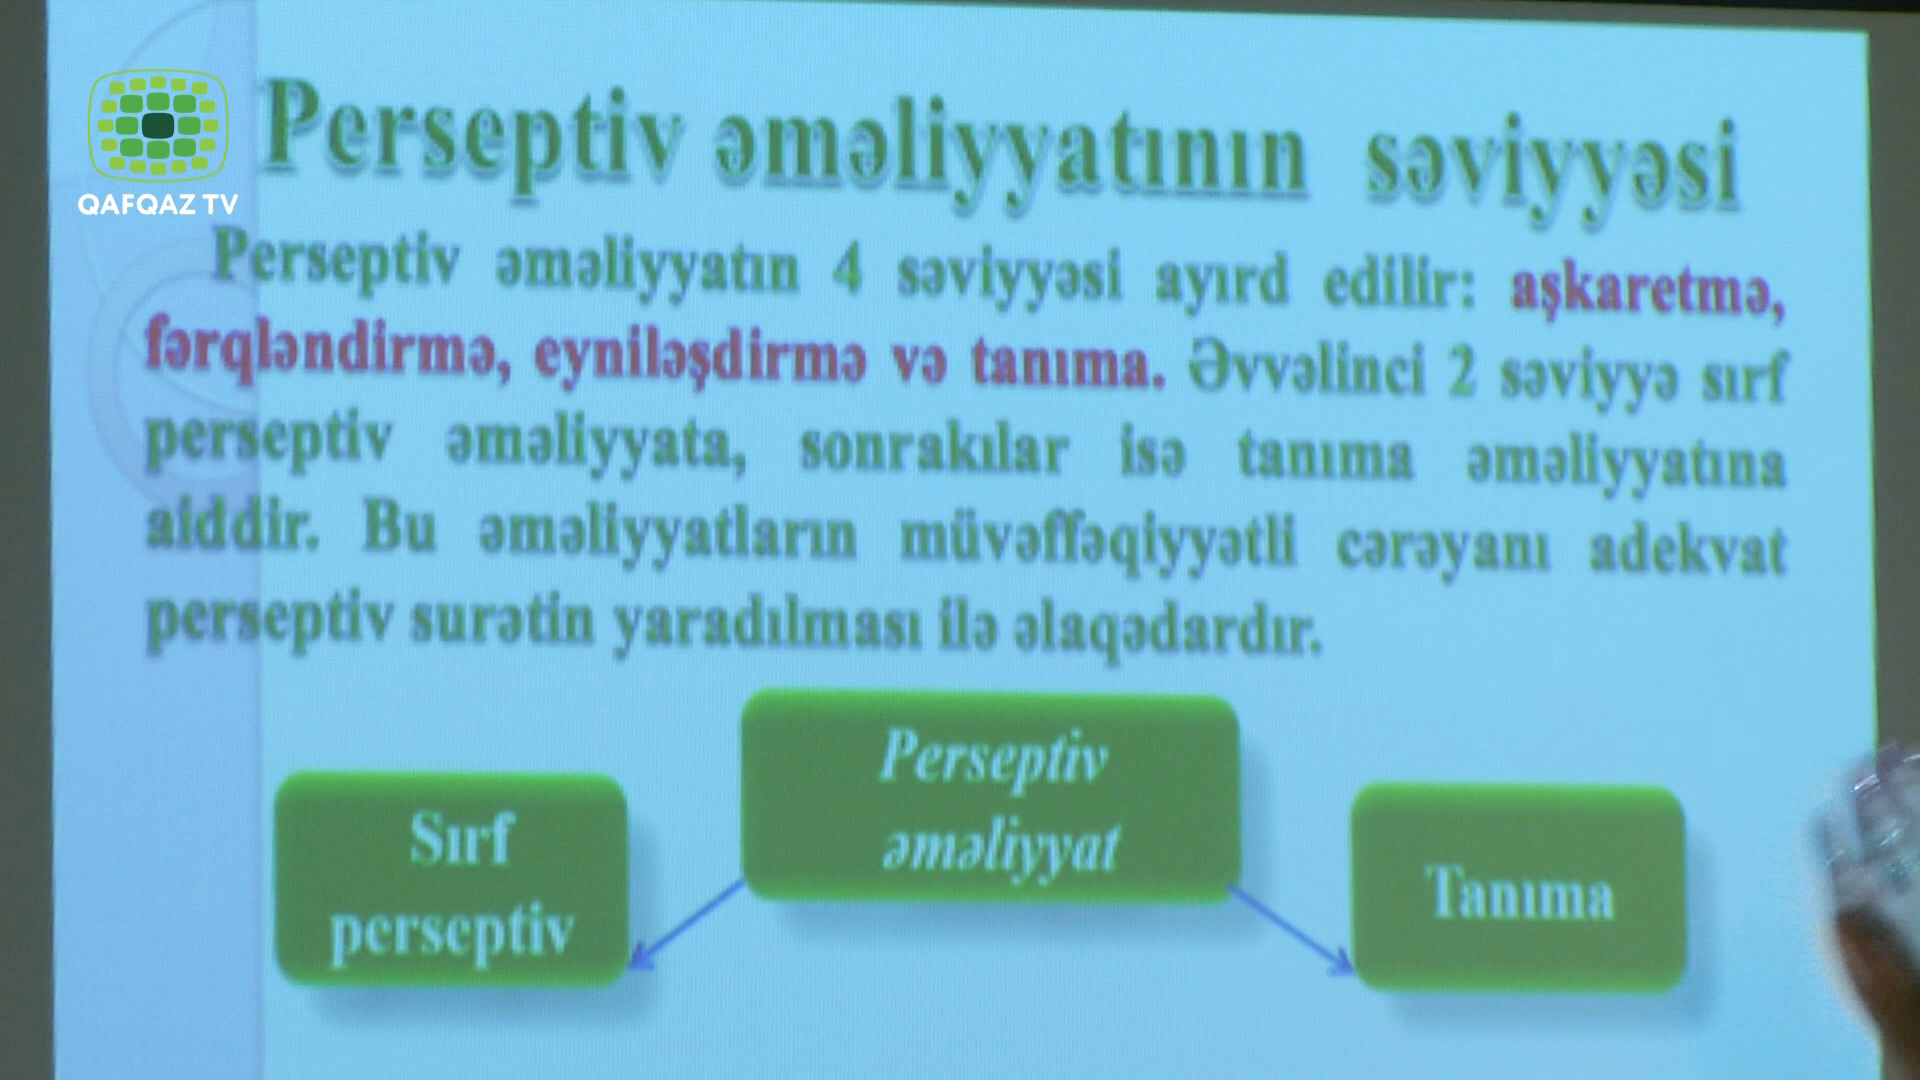 QAFQAZ TV
Perseptiv əməliyyatının səviyyəsi
Perseptiv əməliyyatın 4 səviyyəsi ayırd edilir: aşkaretmə,
fərqləndirmə, eyniləşdirmə və tanıma. Əvvəlinci 2 səviyyə sırf
perseptiv əməliyyata, sonrakılar isə tanıma əməliyyatına
aiddir. Bu əməliyyatların müvəffəqiyyətli cərəyanı adekvat
perseptiv surətin yaradılması ilə əlaqədardır.
Perseptiv
əməliyyat
Sırf
perseptiv
Tanıma